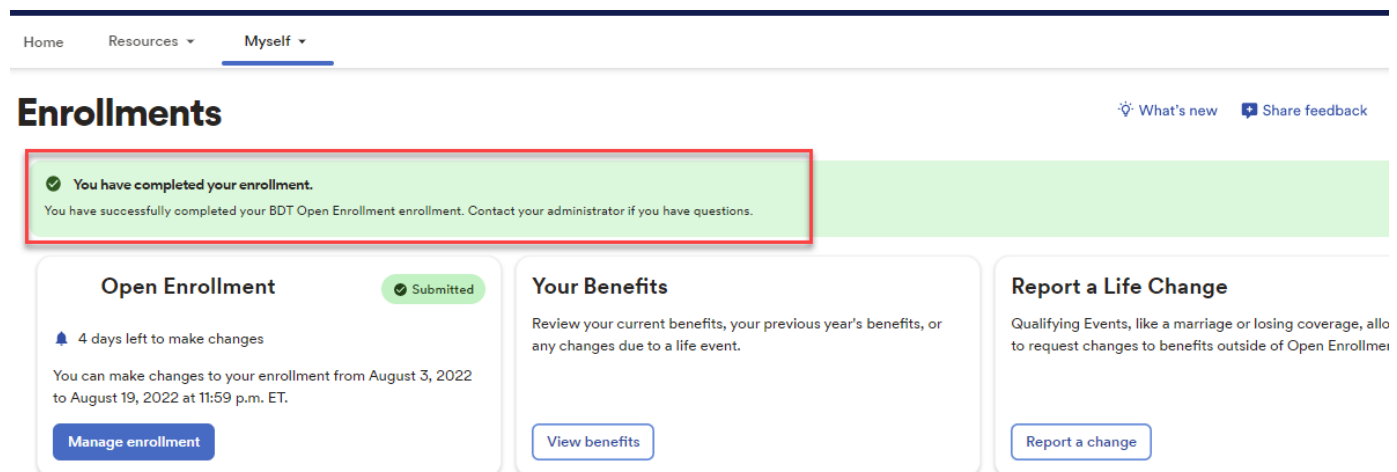 Home Resources Myself
Enrollments
What's new Share feedback
You have completed your enrollment.
You have successfully completed your BDT Open Enrollment enrollment. Contact your administrator if you have questions.
Open Enrollment
Submitted
4 days left to make changes
You can make changes to your enrollment from August 3, 2022
to August 19, 2022 at 11:59 p.m. ET.
Manage enrollment
Your Benefits
Review your current benefits, your previous year's benefits, or
any changes due to a life event.
View benefits
Report a Life Change
Qualifying Events, like a marriage or losing coverage, allo
to request changes to benefits outside of Open Enrollme
Report a change